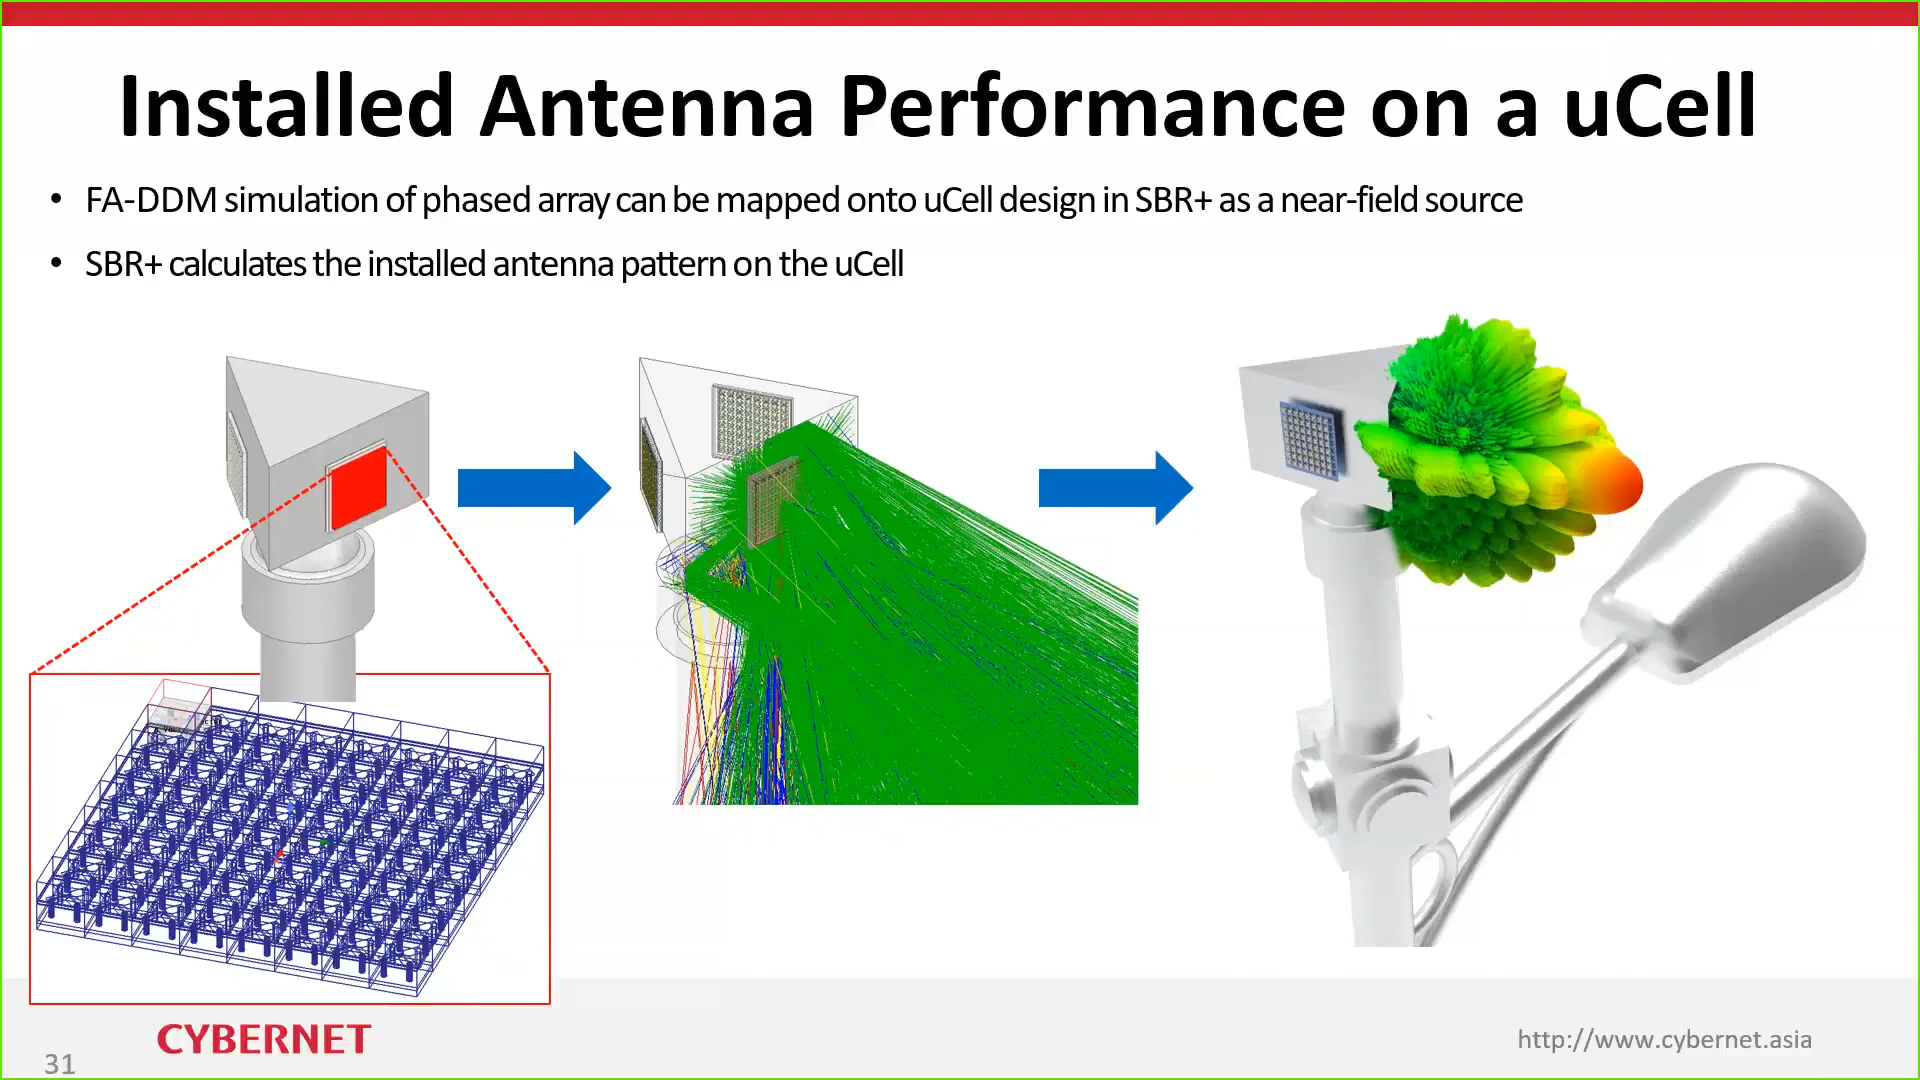 Installed Antenna Performance on a uCell
• FA-DDM simulation of phased array can be mapped onto uCell design in SBR+ as a near-field source
• SBR+ calculates the installed antenna pattern on the uCell
CYBERNET
http://www.cybernet.asia
31